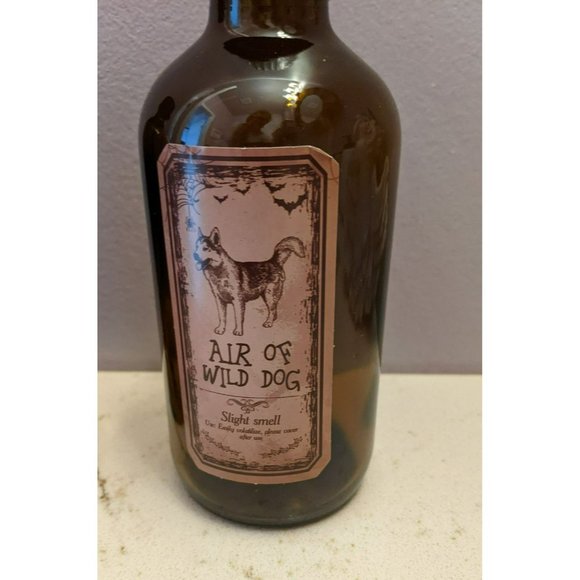 AIR OF
WILD DOG
Slight smell
Use: Easily volatilize, please cover
after use